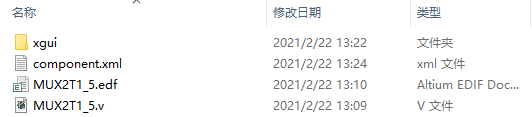 名称 修改日期 类型
xgui 2021/2/22 13:22 文件夹
component.xml 2021/2/22 13:24 xml 文件
MUX2T1_5.edf 2021/2/22 13:10 Altium EDIF Doc...
MUX2T1_5.v 2021/2/22 13:09 V 文件